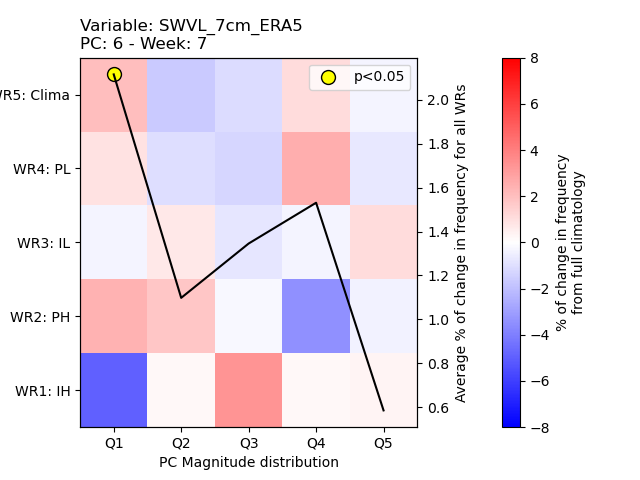 Variable: SWVL_7cm_ERA5
PC: 6 - Week: 7
p<0.05
WR5: Clima
WR4: PL
WR3: IL
WR2: PH
WR1: IH
Q1 Q2 Q3 Q4 Q5
PC Magnitude distribution
2.0
1.8
1.6
1.4
1.2
1.0
0.8
0.6
Average % of change in frequency for all WRs
8
6
4
2
0
−2
−4
−6
−8
% of change in frequency
from full climatology